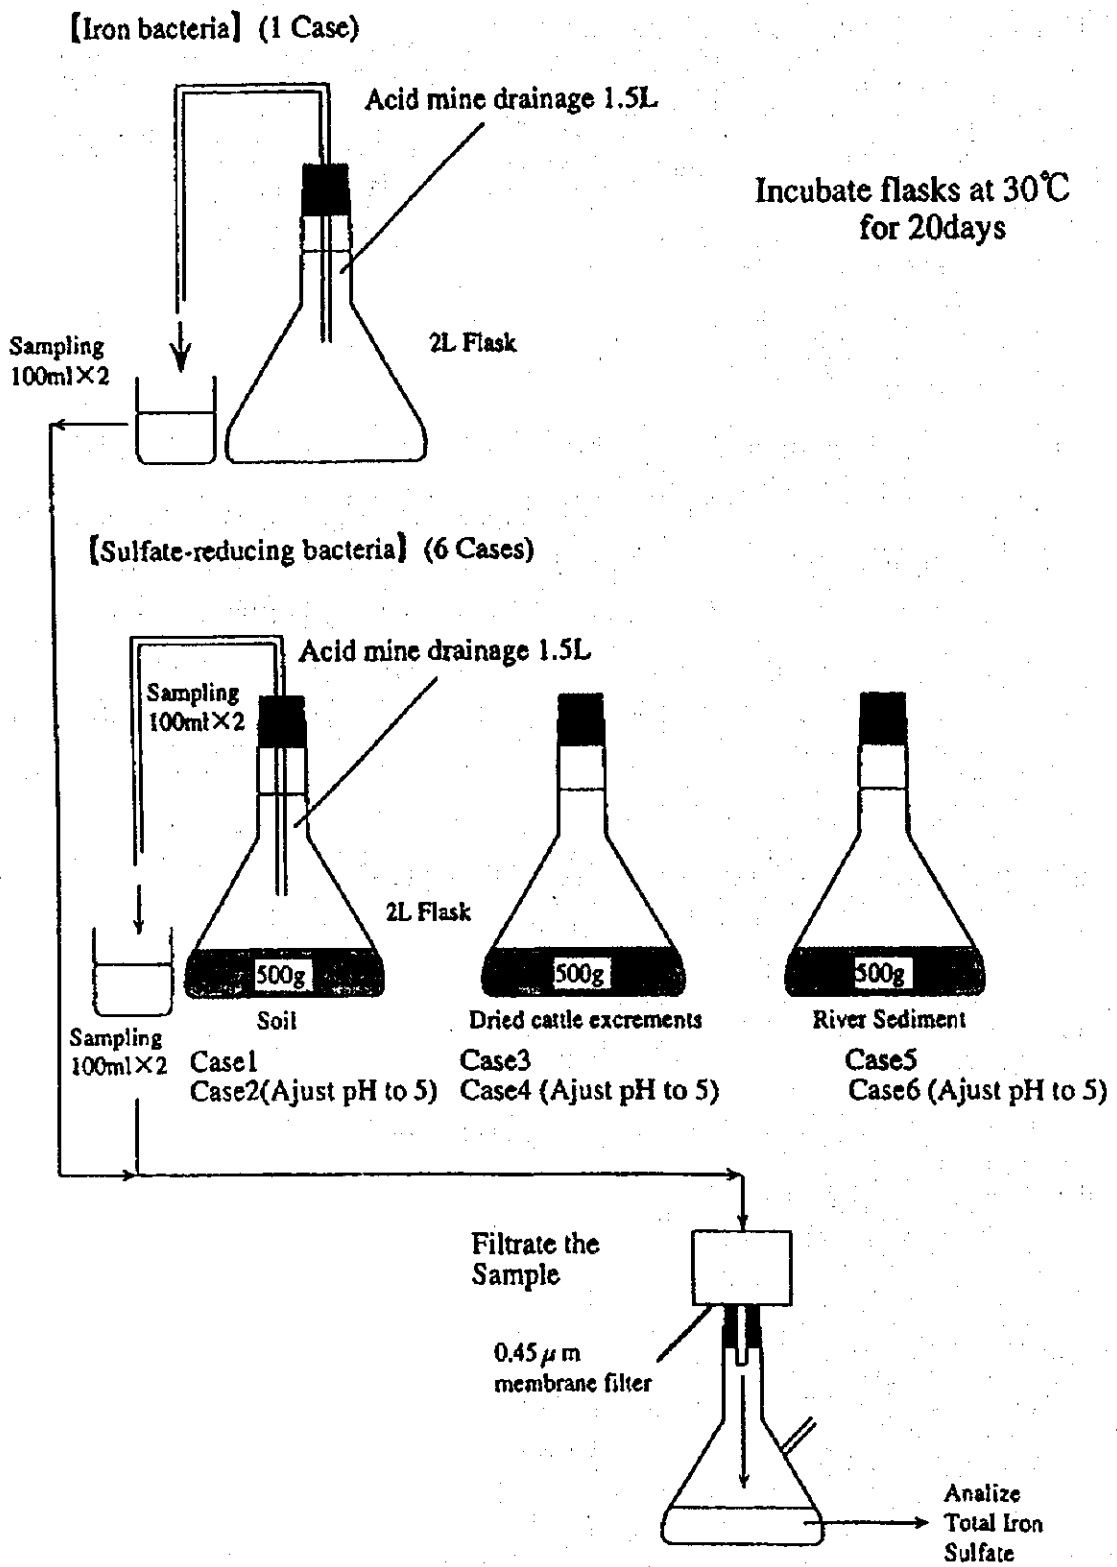 【Iron bacteria】 (1 Case)
Acid mine drainage 1.5L
Incubate flasks at 30℃
for 20days
2L Flask
Sampling
100ml×2
【Sulfate-reducing bacteria】 (6 Cases)
Acid mine drainage 1.5L
Sampling
100ml×2
2L Flask
500g
500g
500g
Soil
Dried cattle excrements
River Sediment
Sampling
100ml×2
Case1
Case2(Ajust pH to 5)
Case3
Case4 (Ajust pH to 5)
Case5
Case6 (Ajust pH to 5)
Filtrate the
Sample
0.45μm
membrane filter
Analize
Total Iron
Sulfate